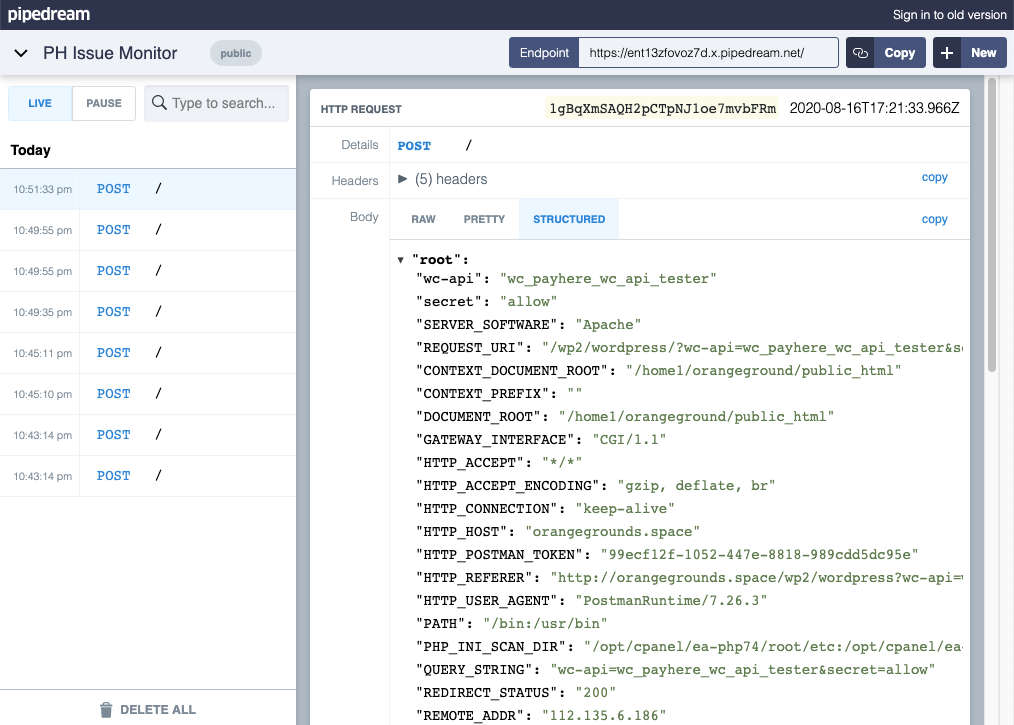 pipedream
Sign in to old version
PH Issue Monitor
public
Endpoint
https://ent13zfovoz7d.x.pipedream.net/
Copy
New
LIVE
PAUSE
Type to search...
Today
10:51:33 pm POST /
10:49:55 pm POST /
10:49:55 pm POST /
10:49:35 pm POST /
10:45:11 pm POST /
10:45:10 pm POST /
10:43:14 pm POST /
10:43:14 pm POST /
DELETE ALL
HTTP REQUEST
1gBqXmSAQH2pCTpNJ1oe7mvbFRm
2020-08-16T17:21:33.966Z
Details POST /
Headers (5) headers copy
Body RAW PRETTY STRUCTURED copy
"root":
"wc-api": "wc_payhere_wc_api_tester"
"secret": "allow"
"SERVER_SOFTWARE": "Apache"
"REQUEST_URI": "/wp2/wordpress/?wc-api=wc_payhere_wc_api_tester&s
"CONTEXT_DOCUMENT_ROOT": "/home1/orangeground/public_html"
"CONTEXT_PREFIX": ""
"DOCUMENT_ROOT": "/home1/orangeground/public_html"
"GATEWAY_INTERFACE": "CGI/1.1"
"HTTP_ACCEPT": "*/*"
"HTTP_ACCEPT_ENCODING": "gzip, deflate, br"
"HTTP_CONNECTION": "keep-alive"
"HTTP_HOST": "orangegrounds.space"
"HTTP_POSTMAN_TOKEN": "99ecf12f-1052-447e-8818-989cdd5dc95e"
"HTTP_REFERER": "http://orangegrounds.space/wp2/wordpress?wc-api=
"HTTP_USER_AGENT": "PostmanRuntime/7.26.3"
"PATH": "/bin:/usr/bin"
"PHP_INI_SCAN_DIR": "/opt/cpanel/ea-php74/root/etc:/opt/cpanel/ea
"QUERY_STRING": "wc-api=wc_payhere_wc_api_tester&secret=allow"
"REDIRECT_STATUS": "200"
"REMOTE_ADDR": "112.135.6.186"